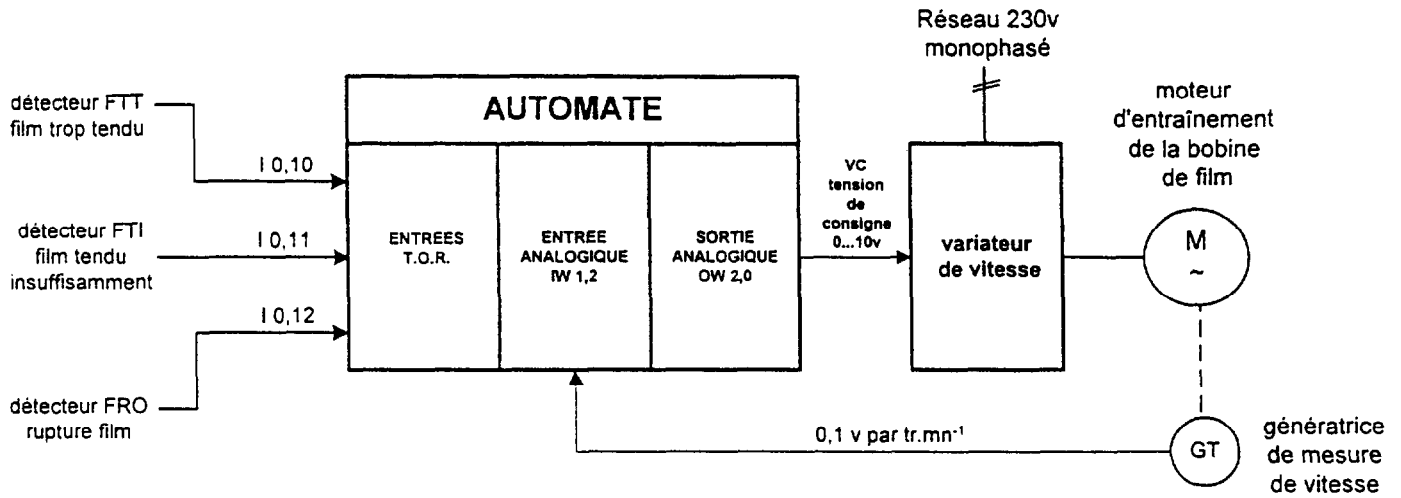 Réseau 230v
monophasé
détecteur F̅T̅T̅
film trop tendu
I 0,10
AUTOMATE
moteur
d'entraînement
de la bobine
de film
détecteur F̅T̅I̅
film tendu
insuffisamment
I 0,11
ENTREES
T.O.R.
ENTREE
ANALOGIQUE
IW 1,2
SORTIE
ANALOGIQUE
OW 2,0
VC
tension
de
consigne
0...10v
variateur
de vitesse
M
~
I 0,12
détecteur FRO
rupture film
0,1 v par tr.mn⁻¹
GT
génératrice
de mesure
de vitesse